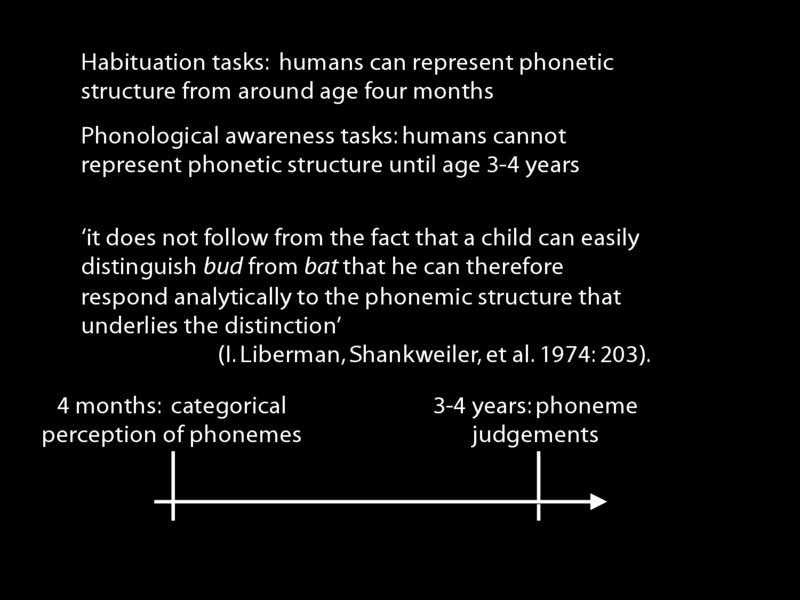 Habituation tasks:  humans can represent phonetic
structure from around age four months
Phonological awareness tasks: humans cannot
represent phonetic structure until age 3-4 years
‘it does not follow from the fact that a child can easily
distinguish bud from bat that he can therefore
respond analytically to the phonemic structure that
underlies the distinction’
(I. Liberman, Shankweiler, et al. 1974: 203).
4 months:  categorical
perception of phonemes
3-4 years: phoneme
judgements